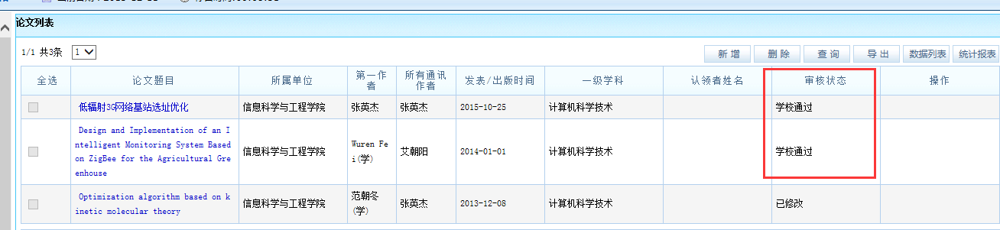 论文列表
1/1 共3条 1
新 增 删 除 查 询 导 出 数据列表 统计报表
全选 论文题目 所属单位 第一作者 所有通讯作者 发表/出版时间 一级学科 认领者姓名 审核状态 操作
低辐射3G网络基站选址优化 信息科学与工程学院 张英杰 张英杰 2015-10-25 计算机科学技术 学校通过
Design and Implementation of an I
ntelligent Monitoring System Based
on ZigBee for the Agricultural Gre
enhouse
信息科学与工程学院
Wuren Fe
i(学)
艾朝阳 2014-01-01 计算机科学技术 学校通过
Optimization algorithm based on k
inetic molecular theory
信息科学与工程学院
范朝冬
(学)
张英杰 2013-12-08 计算机科学技术 已修改